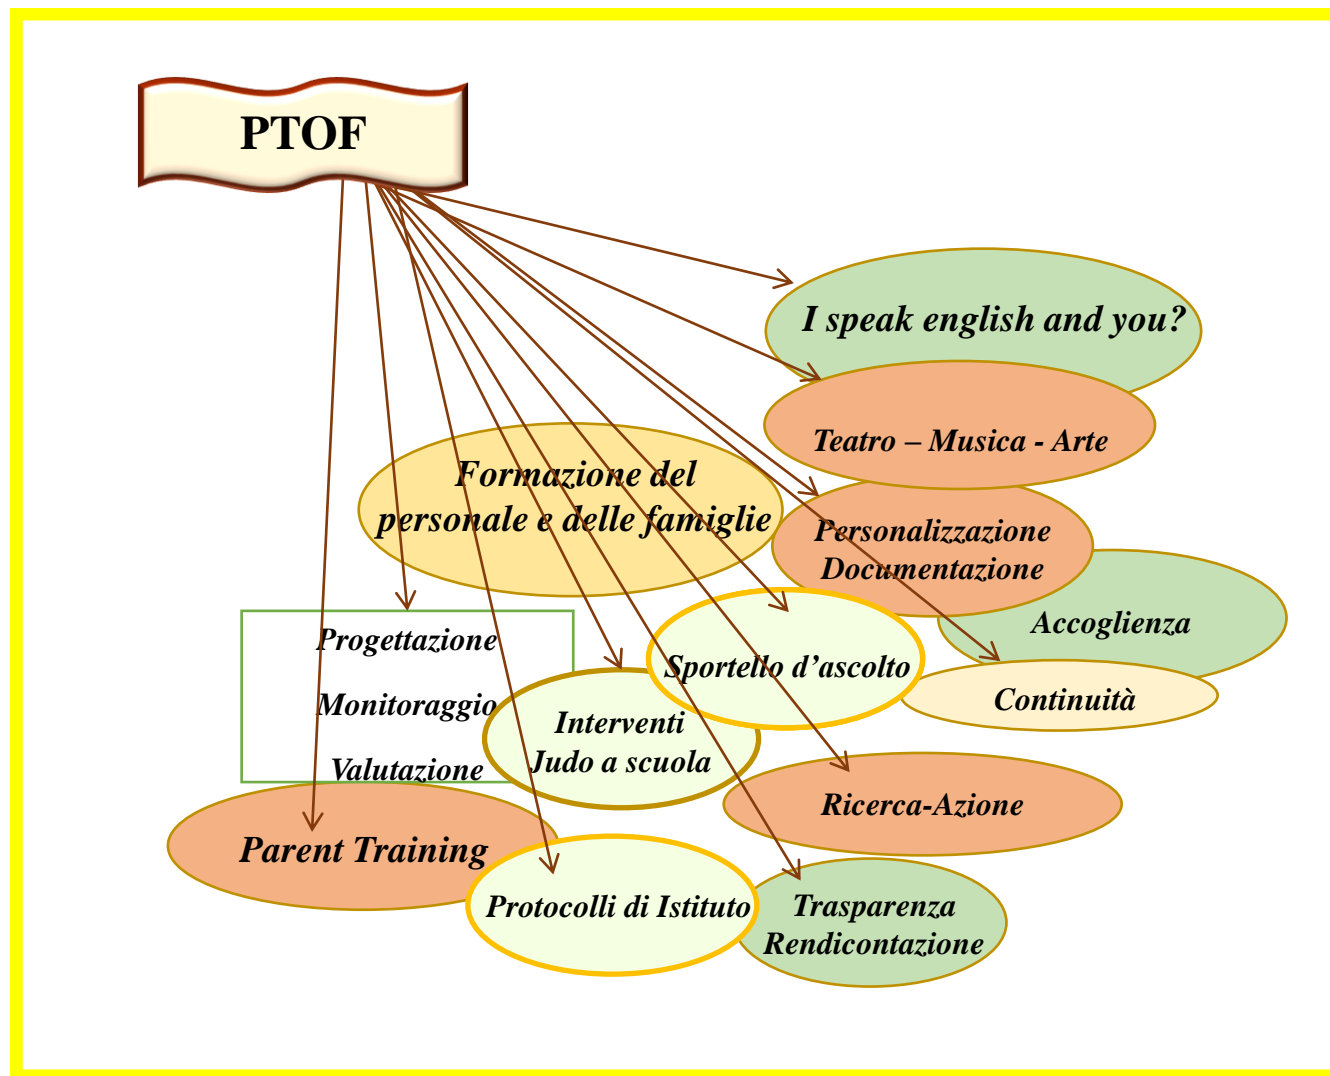 PTOF
I speak english and you?
Teatro – Musica - Arte
Formazione del
personale e delle famiglie
Personalizzazione
Documentazione
Accoglienza
Progettazione
Monitoraggio
Valutazione
Sportello d’ascolto
Continuità
Interventi
Judo a scuola
Ricerca-Azione
Parent Training
Protocolli di Istituto
Trasparenza
Rendicontazione